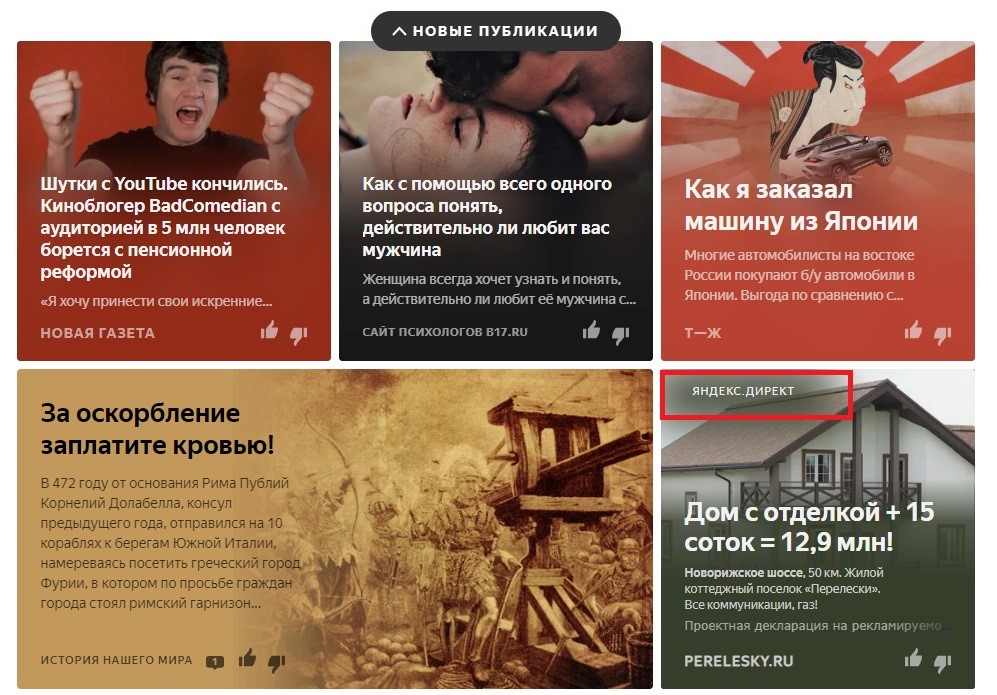 НОВЫЕ ПУБЛИКАЦИИ
Шутки с YouTube кончились.
Киноблогер BadComedian с
аудиторией в 5 млн человек
борется с пенсионной
реформой
«Я хочу принести свои искренние...
НОВАЯ ГАЗЕТА
Как с помощью всего одного
вопроса понять,
действительно ли любит вас
мужчина
Женщина всегда хочет узнать и понять,
а действительно ли любит её мужчина с...
САЙТ ПСИХОЛОГОВ B17.RU
Как я заказал
машину из Японии
Многие автомобилисты на востоке
России покупают б/у автомобили в
Японии. Выгода по сравнению с...
Т—Ж
За оскорбление
заплатите кровью!
В 472 году от основания Рима Публий
Корнелий Долабелла, консул
предыдущего года, отправился на 10
кораблях к берегам Южной Италии,
намереваясь посетить греческий город
Фурии, в котором по просьбе граждан
города стоял римский гарнизон...
ИСТОРИЯ НАШЕГО МИРА
1
ЯНДЕКС.ДИРЕКТ
Дом с отделкой + 15
соток = 12,9 млн!
Новорижское шоссе, 50 км. Жилой
коттеджный поселок «Перелески».
Все коммуникации, газ!
Проектная декларация на рекламируемо...
PERELESKY.RU